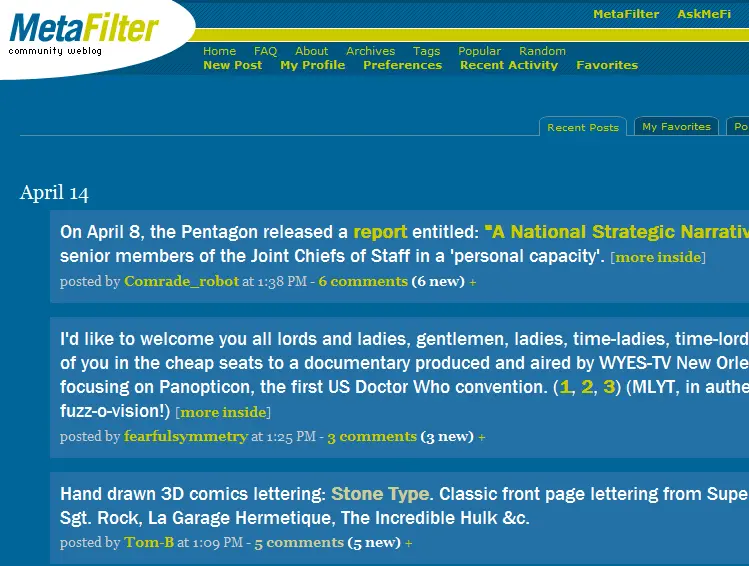 MetaFilter
community weblog
MetaFilter AskMeFi
Home FAQ About Archives Tags Popular Random
New Post My Profile Preferences Recent Activity Favorites
Recent Posts My Favorites Po
April 14
On April 8, the Pentagon released a report entitled: "A National Strategic Narrativ
senior members of the Joint Chiefs of Staff in a 'personal capacity'. [more inside]
posted by Comrade_robot at 1:38 PM - 6 comments (6 new) +
I'd like to welcome you all lords and ladies, gentlemen, ladies, time-ladies, time-lord
of you in the cheap seats to a documentary produced and aired by WYES-TV New Orle
focusing on Panopticon, the first US Doctor Who convention. (1, 2, 3) (MLYT, in authe
fuzz-o-vision!) [more inside]
posted by fearfulsymmetry at 1:25 PM - 3 comments (3 new) +
Hand drawn 3D comics lettering: Stone Type. Classic front page lettering from Supe
Sgt. Rock, La Garage Hermetique, The Incredible Hulk &c.
posted by Tom-B at 1:09 PM - 5 comments (5 new) +